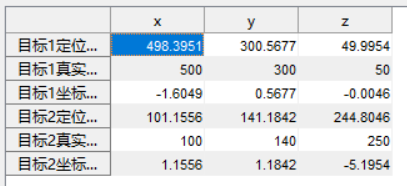 x y z
目标1定位... 498.3951 300.5677 49.9954
目标1真实... 500 300 50
目标1坐标... -1.6049 0.5677 -0.0046
目标2定位... 101.1556 141.1842 244.8046
目标2真实... 100 140 250
目标2坐标... 1.1556 1.1842 -5.1954